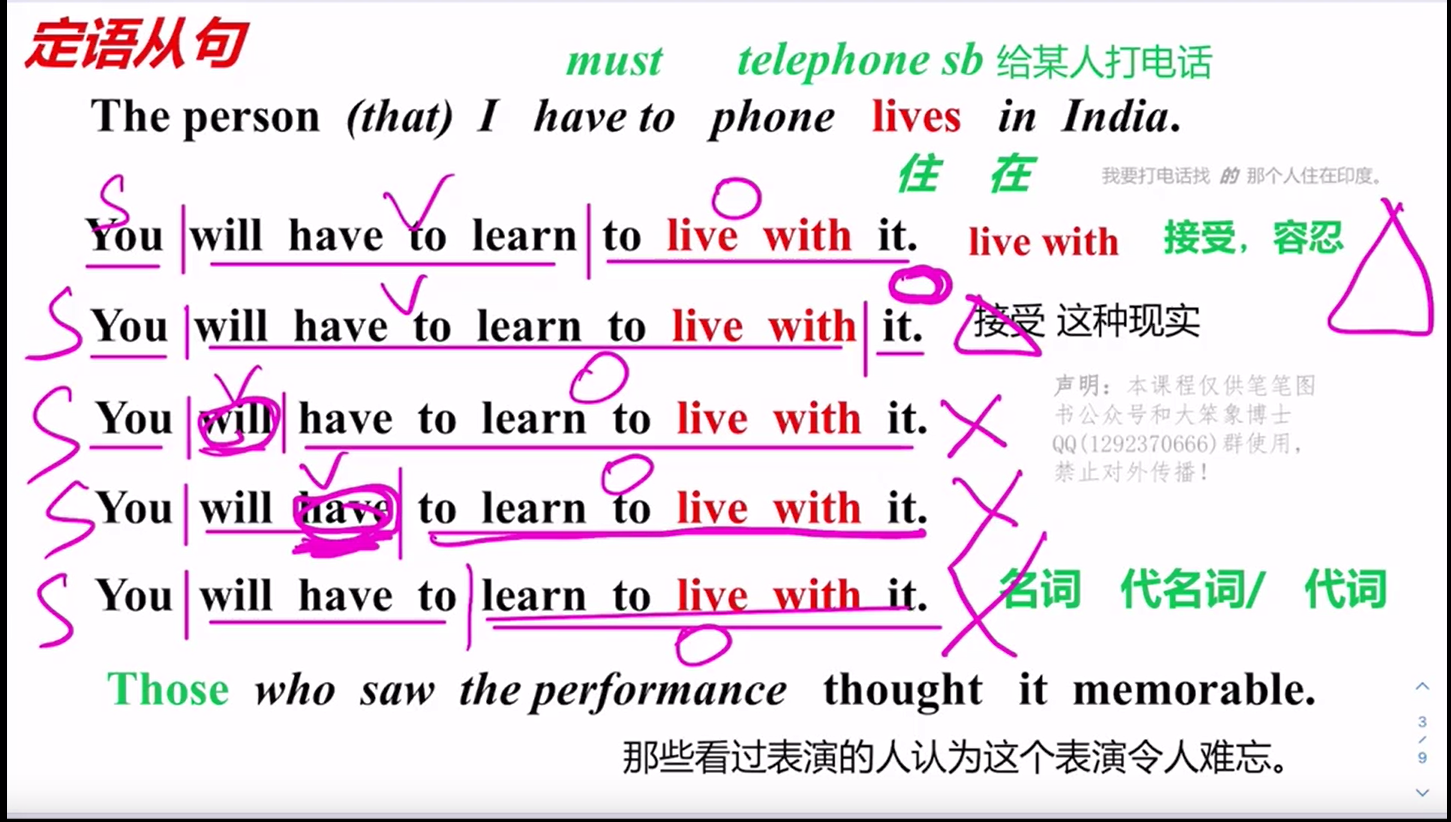 定语从句
must telephone sb 给某人打电话
The person (that) I have to phone lives in India.
住 在 我要打电话找 的 那个人住在印度。
S V O
You will have to learn to live with it. live with 接受，容忍
V O
S You will have to learn to live with it. 接受 这种现实
V O
S You will have to learn to live with it. 声明：本课程仅供笔笔图
书公众号和大笨象博士
QQ(1292370666)群使用，
禁止对外传播！
V O
S You will have to learn to live with it.
S You will have to learn to live with it. 名词 代名词/ 代词
O
Those who saw the performance thought it memorable.
那些看过表演的人认为这个表演令人难忘。
3
/
9